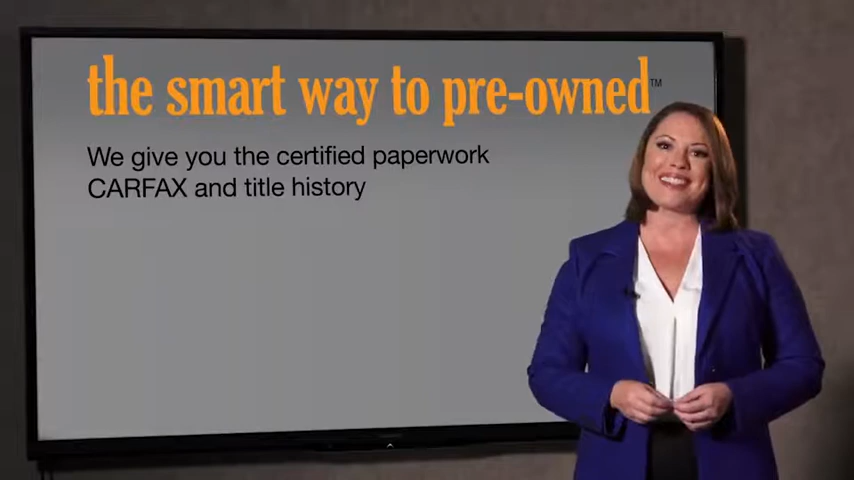 the smart way to pre-owned™
We give you the certified paperwork
CARFAX and title history